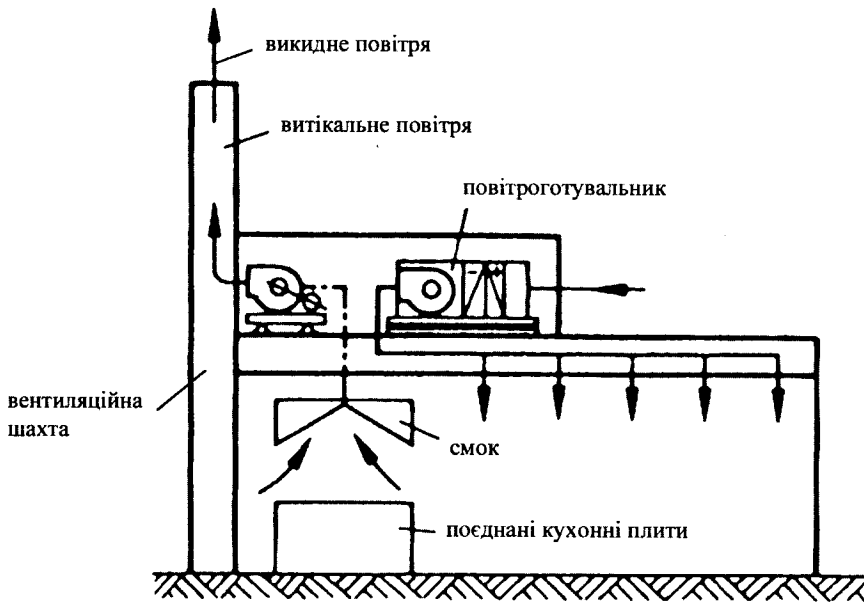 викидне повітря
витікальне повітря
повітроготувальник
вентиляційна
шахта
смок
поєднані кухонні плити